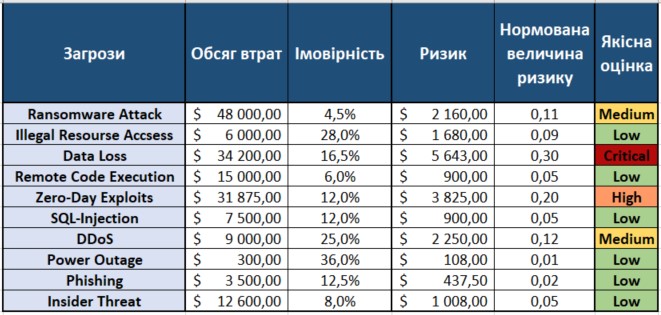 Загрози Обсяг втрат Імовірність Ризик Нормована величина ризику Якісна оцінка
Ransomware Attack $ 48 000,00 4,5% $ 2 160,00 0,11 Medium
Illegal Resourse Accsess $ 6 000,00 28,0% $ 1 680,00 0,09 Low
Data Loss $ 34 200,00 16,5% $ 5 643,00 0,30 Critical
Remote Code Execution $ 15 000,00 6,0% $ 900,00 0,05 Low
Zero-Day Exploits $ 31 875,00 12,0% $ 3 825,00 0,20 High
SQL-Injection $ 7 500,00 12,0% $ 900,00 0,05 Low
DDoS $ 9 000,00 25,0% $ 2 250,00 0,12 Medium
Power Outage $ 300,00 36,0% $ 108,00 0,01 Low
Phishing $ 3 500,00 12,5% $ 437,50 0,02 Low
Insider Threat $ 12 600,00 8,0% $ 1 008,00 0,05 Low